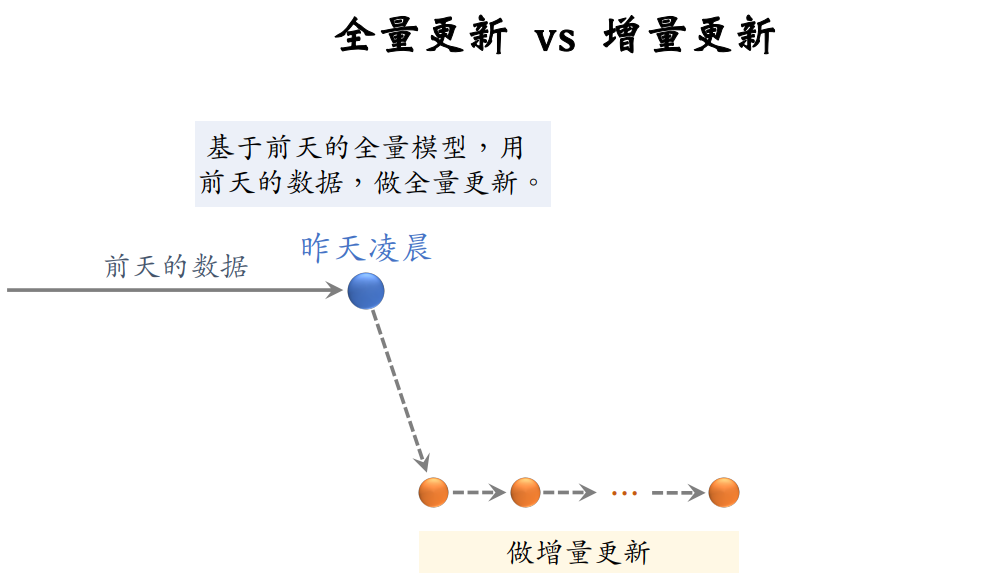 全量更新 vs 增量更新
基于前天的全量模型，用
前天的数据，做全量更新。
昨天凌晨
前天的数据
…
做增量更新